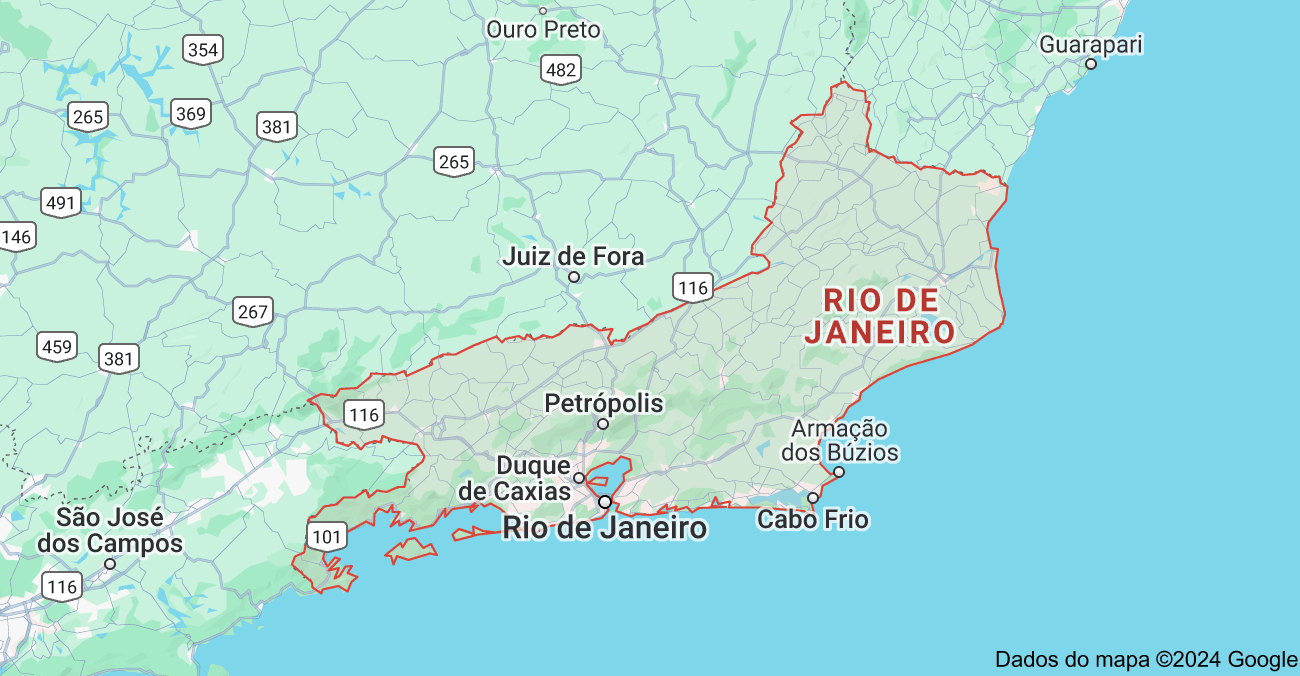 Ouro Preto
Guarapari
354
482
265
369
381
265
491
146
Juiz de Fora
116
267
RIO DE
JANEIRO
459
381
116
Petrópolis
Armação
dos Búzios
Duque
de Caxias
São José
dos Campos
Rio de Janeiro
Cabo Frio
101
116
Dados do mapa ©2024 Google